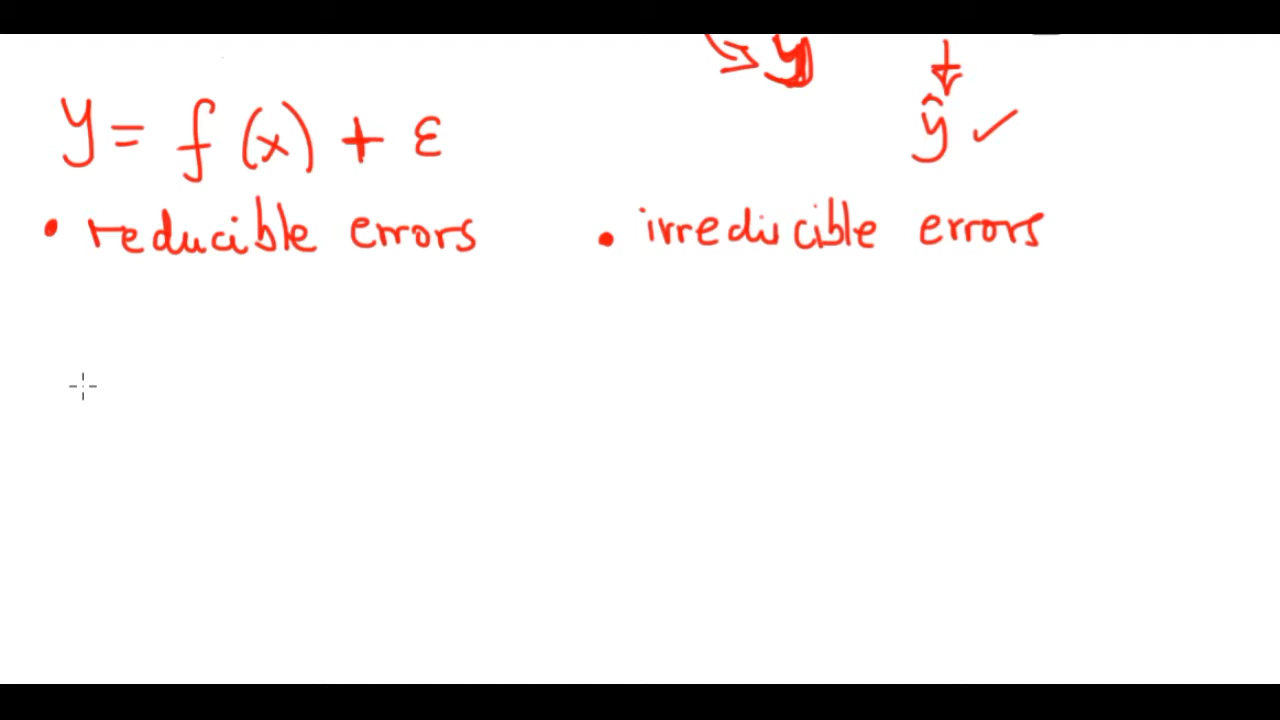 y
y = f(x) + ε
ŷ ✓
• reducible errors
• irreducible errors